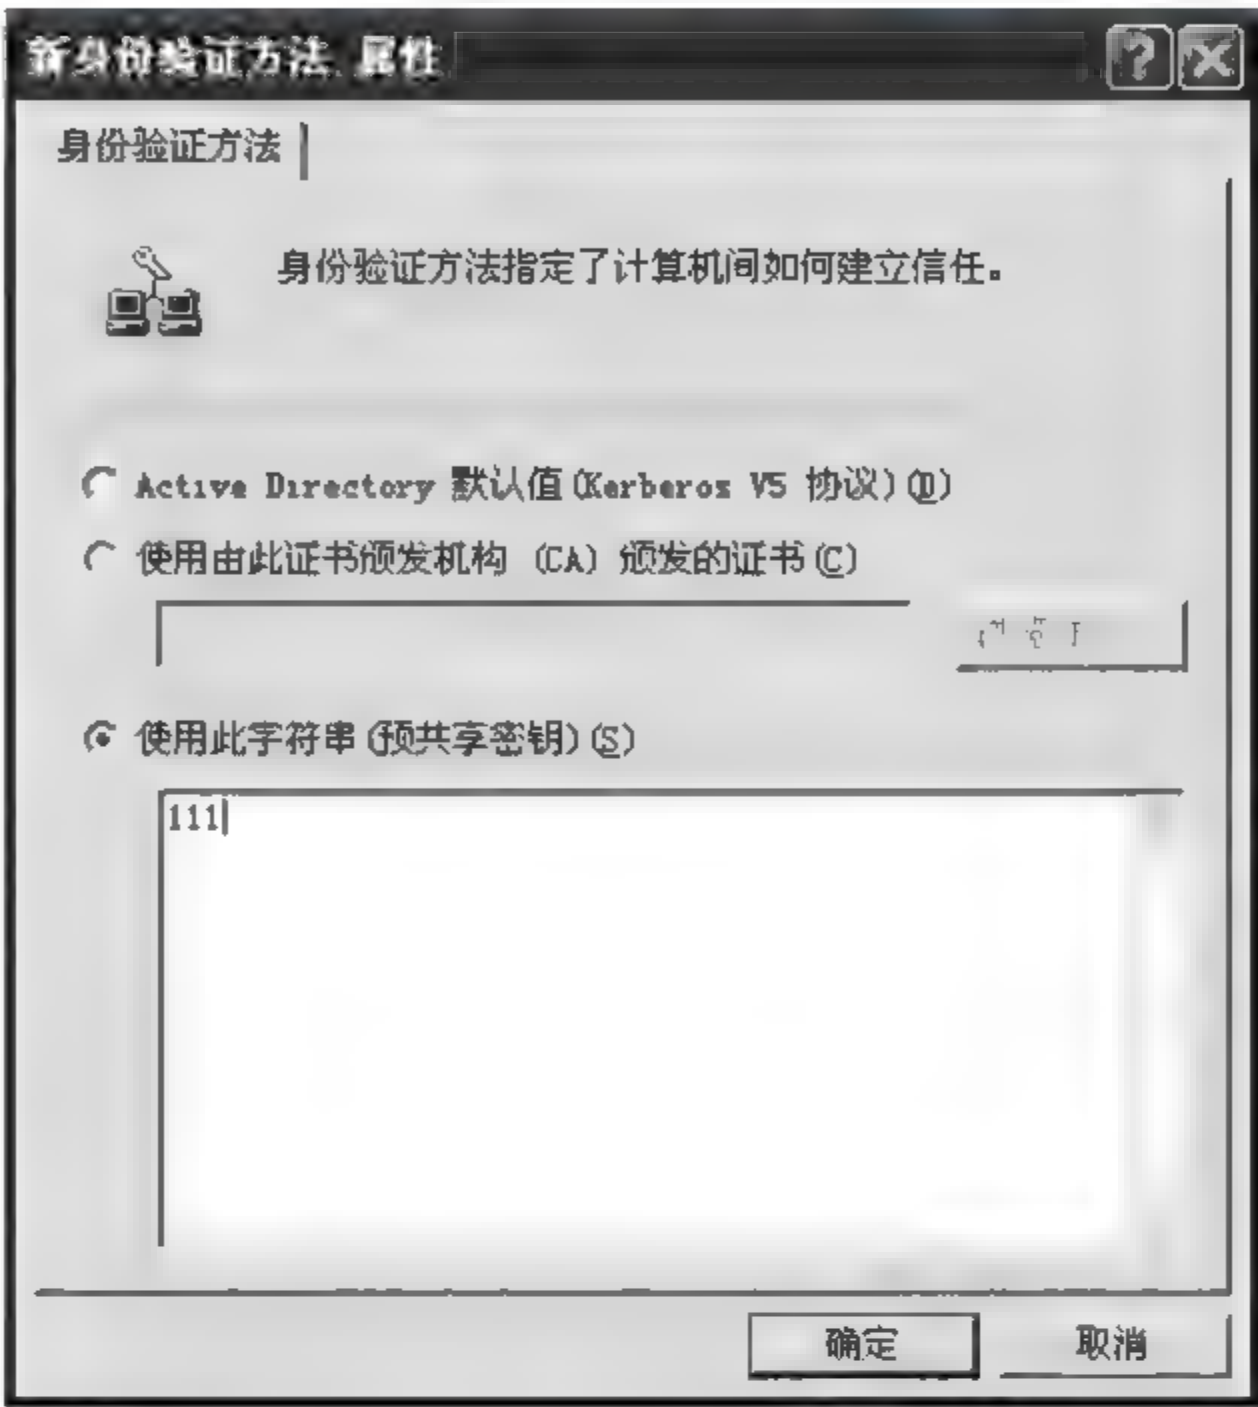 新身份验证方法 属性
身份验证方法
身份验证方法指定了计算机间如何建立信任。
Active Directory 默认值(Kerberos V5 协议)(D)
使用由此证书颁发机构 (CA) 颁发的证书(C)
使用此字符串(预共享密钥)(S)
111
确定 取消